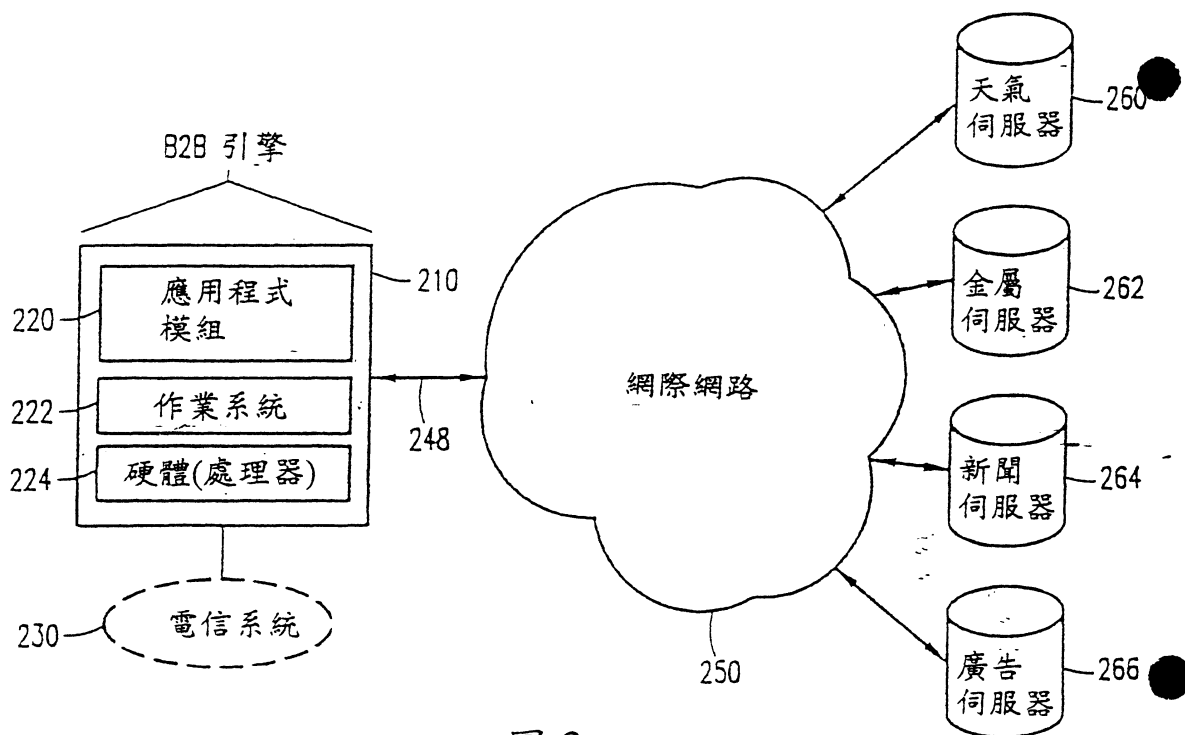 B2B 引擎
210
220
應用程式
模組
222
作業系統
224
硬體(處理器)
230
電信系統
248
網際網路
250
天氣
伺服器
260
金屬
伺服器
262
新聞
伺服器
264
廣告
伺服器
266